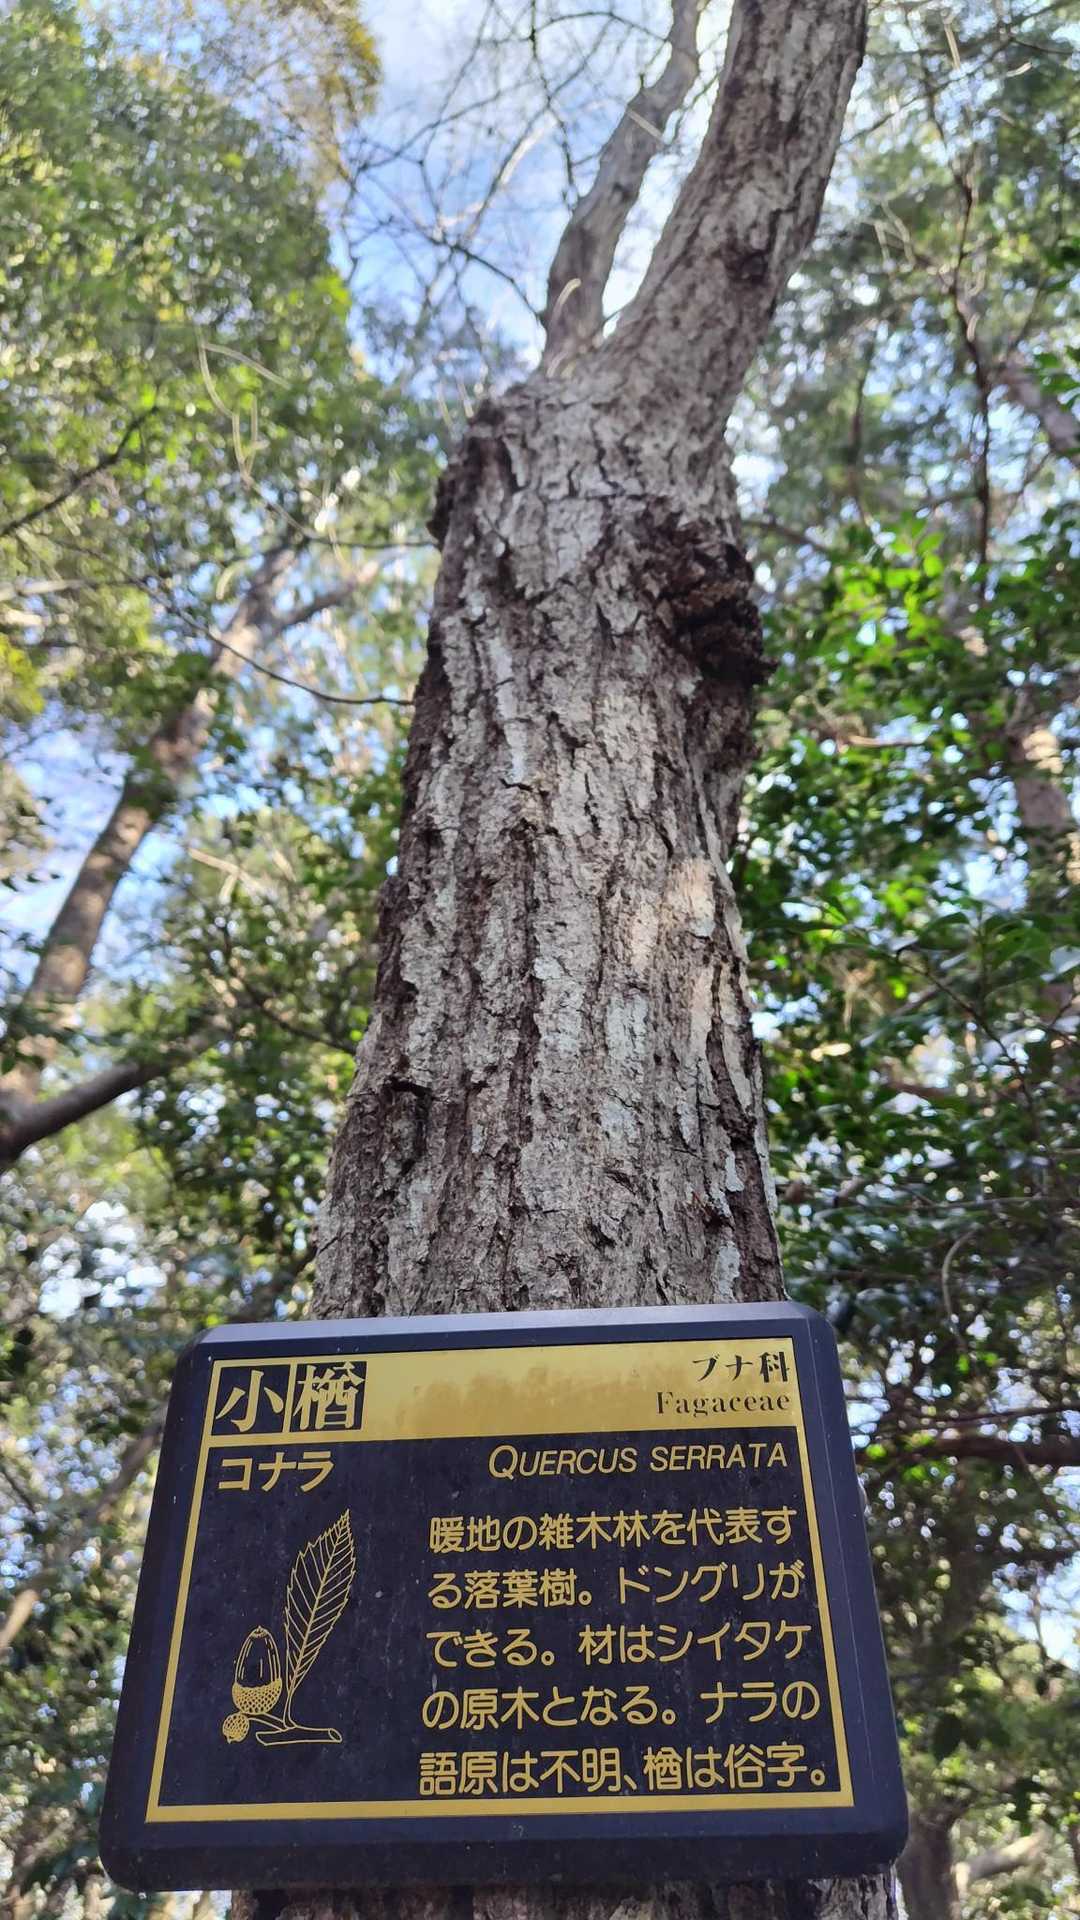 小楢
ブナ科
Fagaceae
コナラ
QUERCUS SERRATA
暖地の雑木林を代表す
る落葉樹。ドングリが
できる。材はシイタケ
の原木となる。ナラの
語原は不明、楢は俗字。